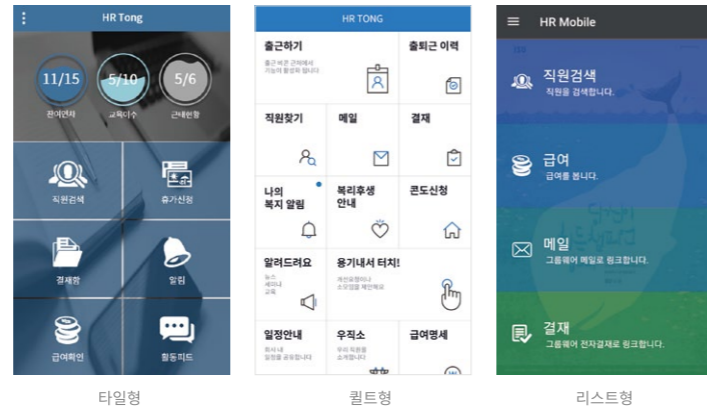 HR Tong
11/15
5/10
5/6
잔여연차
교육이수
근태현황
직원검색
휴가신청
결재함
알림
급여확인
활동피드
타일형
HR TONG
출근하기
출근 버튼 근처에서
기능이 활성화 됩니다
출퇴근 이력
직원찾기
메일
결재
나의
복지 알림
복리후생
안내
콘도신청
알려드려요
뉴스
세미나
교육
용기내서 터치!
개선요청이나
소모임을 제안해요
일정안내
회사 내
일정을 공유합니다
우직소
우리 직원을
소개합니다
급여명세
퀼트형
HR Mobile
직원검색
직원을 검색합니다.
급여
급여를 봅니다.
메일
그룹웨어 메일로 링크합니다.
결재
그룹웨어 전자결재로 링크합니다.
리스트형